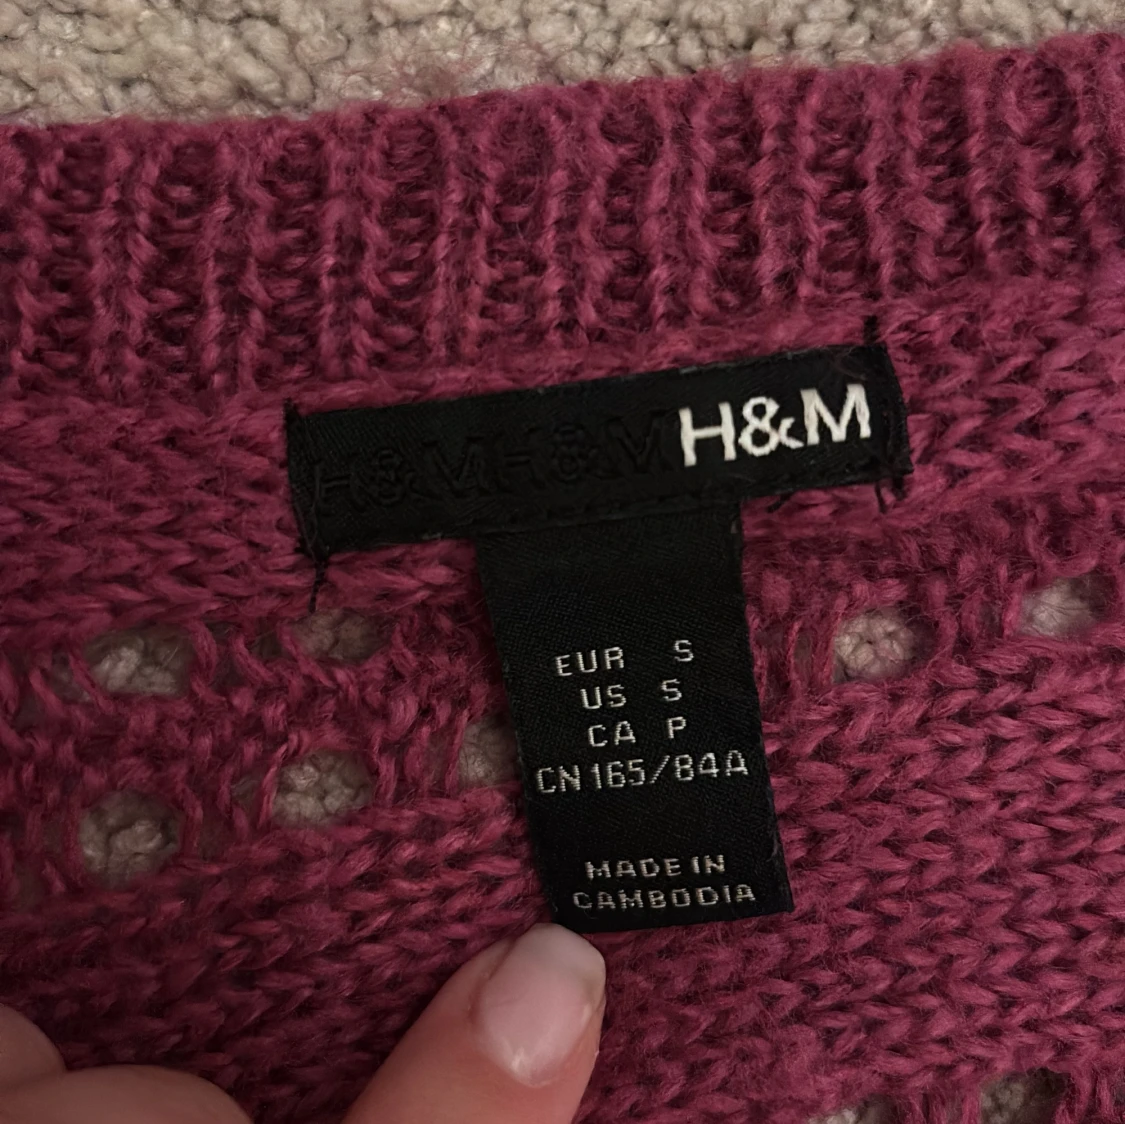 H&M H&M H&M
EUR S
US S
CA P
CN 165/84A
MADE IN
CAMBODIA